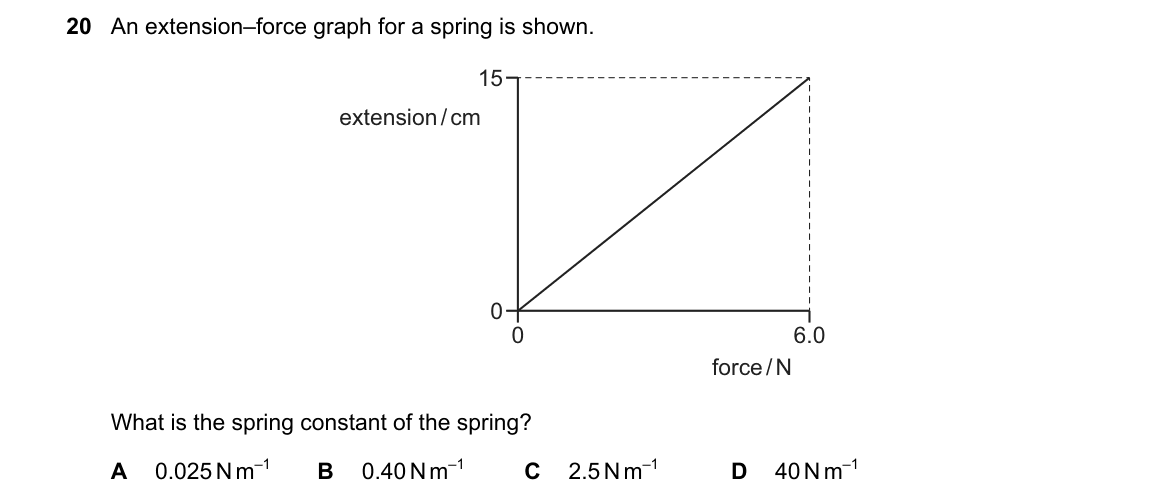 20 An extension–force graph for a spring is shown.
15
extension / cm
0
0 6.0
force / N
What is the spring constant of the spring?
A 0.025 N m⁻¹ B 0.40 N m⁻¹ C 2.5 N m⁻¹ D 40 N m⁻¹